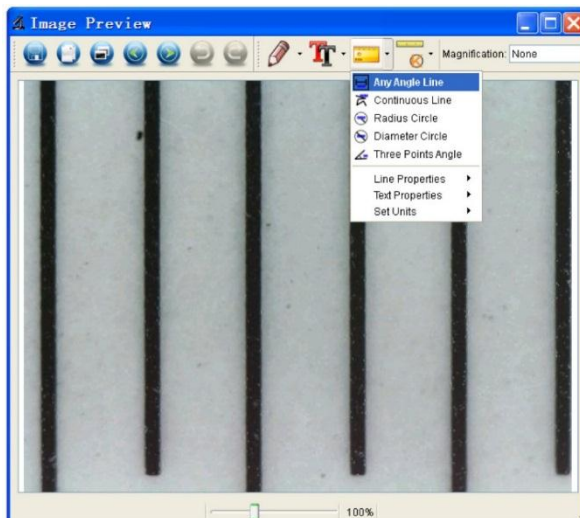 Image Preview
Magnification: None
Any Angle Line
Continuous Line
Radius Circle
Diameter Circle
Three Points Angle
Line Properties
Text Properties
Set Units
100%